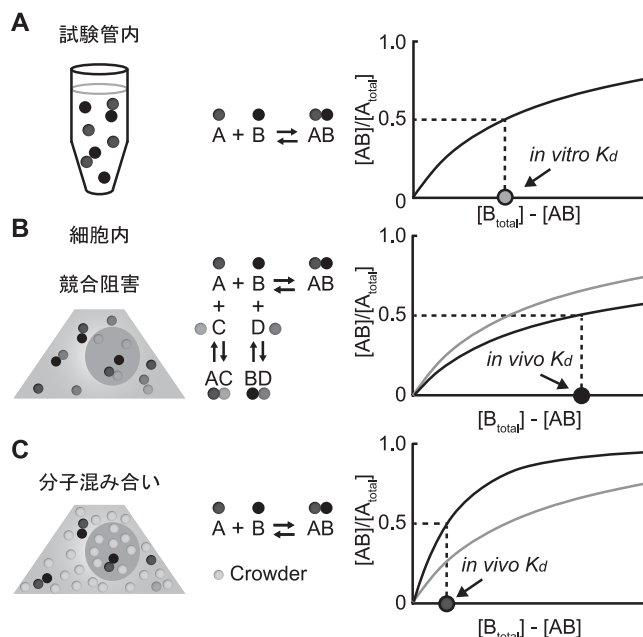 A
試験管内
A + B ⇌ AB
[AB]/[A_total]
1.0
0.5
0
in vitro Kd
[B_total] - [AB]
B
細胞内
競合阻害
A + B ⇌ AB
+ +
C D
AC BD
[AB]/[A_total]
1.0
0.5
0
in vivo Kd
[B_total] - [AB]
C
分子混み合い
A + B ⇌ AB
Crowder
[AB]/[A_total]
1.0
0.5
0
in vivo Kd
[B_total] - [AB]